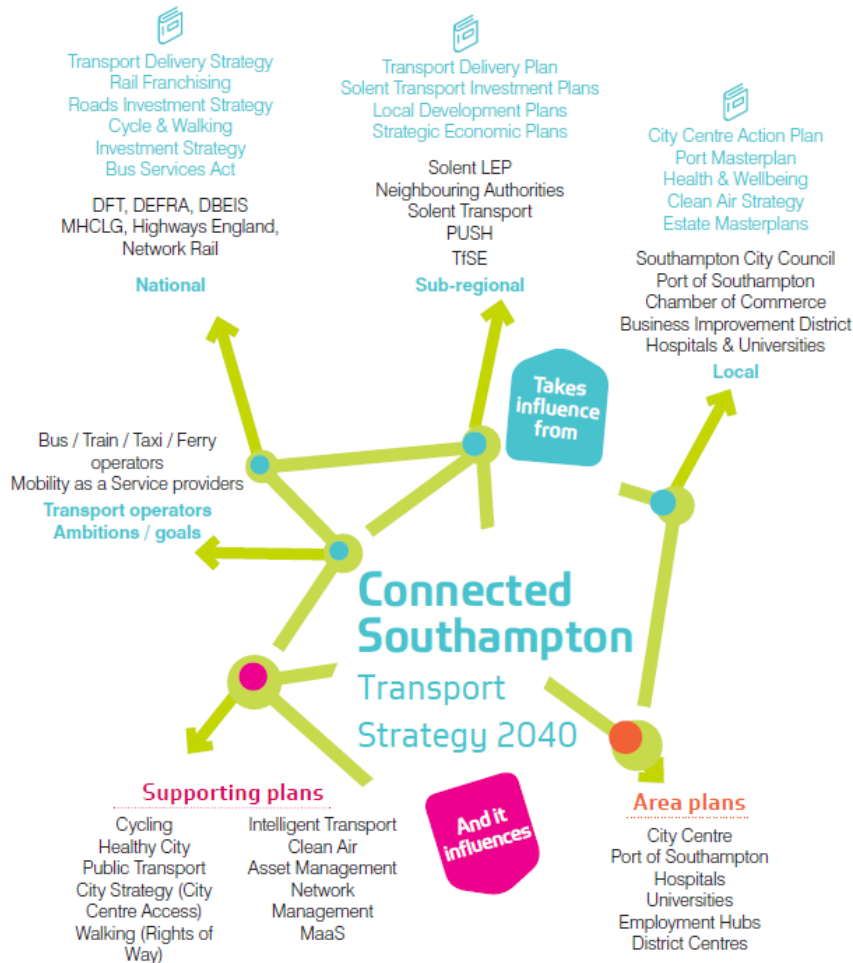 Transport Delivery Strategy
Rail Franchising
Roads Investment Strategy
Cycle & Walking
Investment Strategy
Bus Services Act
DFT, DEFRA, DBEIS
MHCLG, Highways England,
Network Rail
National
Transport Delivery Plan
Solent Transport Investment Plans
Local Development Plans
Strategic Economic Plans
Solent LEP
Neighbouring Authorities
Solent Transport
PUSH
TfSE
Sub-regional
City Centre Action Plan
Port Masterplan
Health & Wellbeing
Clean Air Strategy
Estate Masterplans
Southampton City Council
Port of Southampton
Chamber of Commerce
Business Improvement District
Hospitals & Universities
Local
Takes
influence
from
Bus / Train / Taxi / Ferry
operators
Mobility as a Service providers
Transport operators
Ambitions / goals
Connected
Southampton
Transport
Strategy 2040
Supporting plans
Cycling
Healthy City
Public Transport
City Strategy (City
Centre Access)
Walking (Rights of
Way)
Intelligent Transport
Clean Air
Asset Management
Network
Management
MaaS
And it
influences
Area plans
City Centre
Port of Southampton
Hospitals
Universities
Employment Hubs
District Centres